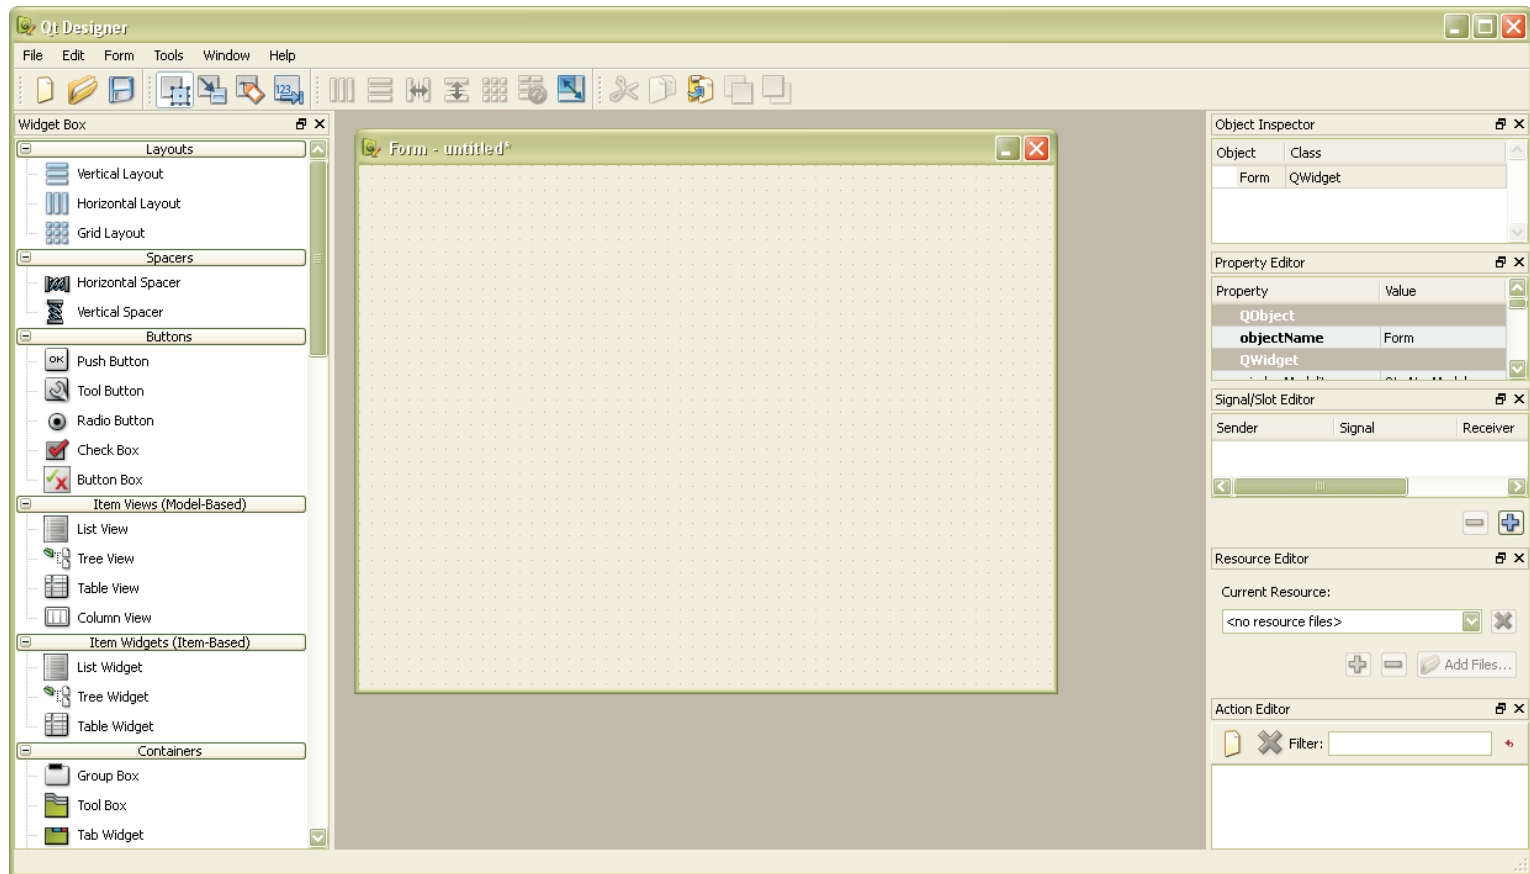 Qt Designer
File Edit Form Tools Window Help
123
Widget Box
Layouts
Vertical Layout
Horizontal Layout
Grid Layout
Spacers
Horizontal Spacer
Vertical Spacer
Buttons
OK Push Button
Tool Button
Radio Button
Check Box
Button Box
Item Views (Model-Based)
List View
Tree View
Table View
Column View
Item Widgets (Item-Based)
List Widget
Tree Widget
Table Widget
Containers
Group Box
Tool Box
Tab Widget
Form - untitled*
Object Inspector
Object Class
Form QWidget
Property Editor
Property Value
QObject
objectName Form
QWidget
Signal/Slot Editor
Sender Signal Receiver
Resource Editor
Current Resource:
<no resource files>
Add Files...
Action Editor
Filter: